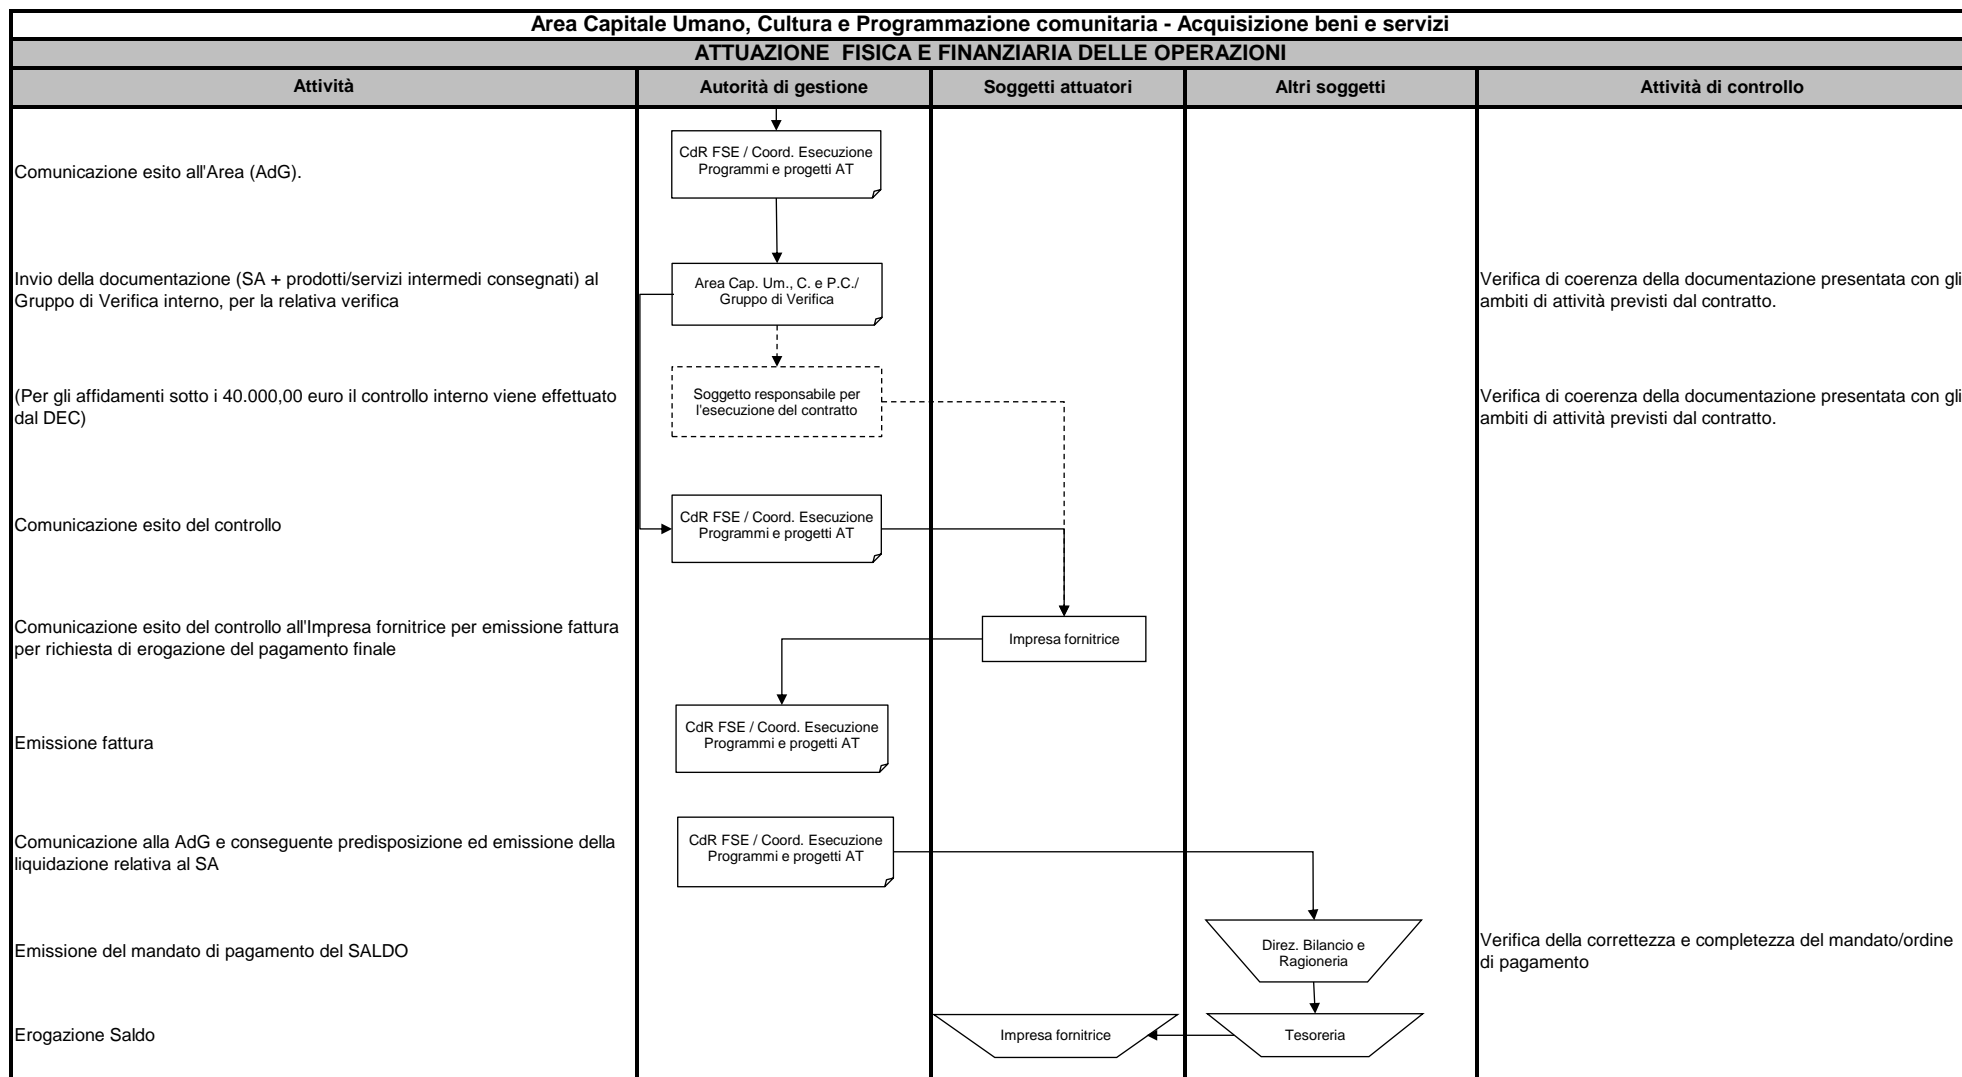 Area Capitale Umano, Cultura e Programmazione comunitaria - Acquisizione beni e servizi
ATTUAZIONE  FISICA E FINANZIARIA DELLE OPERAZIONI
Attività
Autorità di gestione
Soggetti attuatori
Altri soggetti
Attività di controllo
Comunicazione esito all'Area (AdG).
CdR FSE / Coord. Esecuzione
Programmi e progetti AT
Invio della documentazione (SA + prodotti/servizi intermedi consegnati) al
Gruppo di Verifica interno, per la relativa verifica
Area Cap. Um., C. e P.C./
Gruppo di Verifica
Verifica di coerenza della documentazione presentata con gli
ambiti di attività previsti dal contratto.
(Per gli affidamenti sotto i 40.000,00 euro il controllo interno viene effettuato
dal DEC)
Soggetto responsabile per
l'esecuzione del contratto
Verifica di coerenza della documentazione presentata con gli
ambiti di attività previsti dal contratto.
Comunicazione esito del controllo
CdR FSE / Coord. Esecuzione
Programmi e progetti AT
Comunicazione esito del controllo all'Impresa fornitrice per emissione fattura
per richiesta di erogazione del pagamento finale
Impresa fornitrice
Emissione fattura
CdR FSE / Coord. Esecuzione
Programmi e progetti AT
Comunicazione alla AdG e conseguente predisposizione ed emissione della
liquidazione relativa al SA
CdR FSE / Coord. Esecuzione
Programmi e progetti AT
Emissione del mandato di pagamento del SALDO
Direz. Bilancio e
Ragioneria
Verifica della correttezza e completezza del mandato/ordine
di pagamento
Erogazione Saldo
Impresa fornitrice
Tesoreria